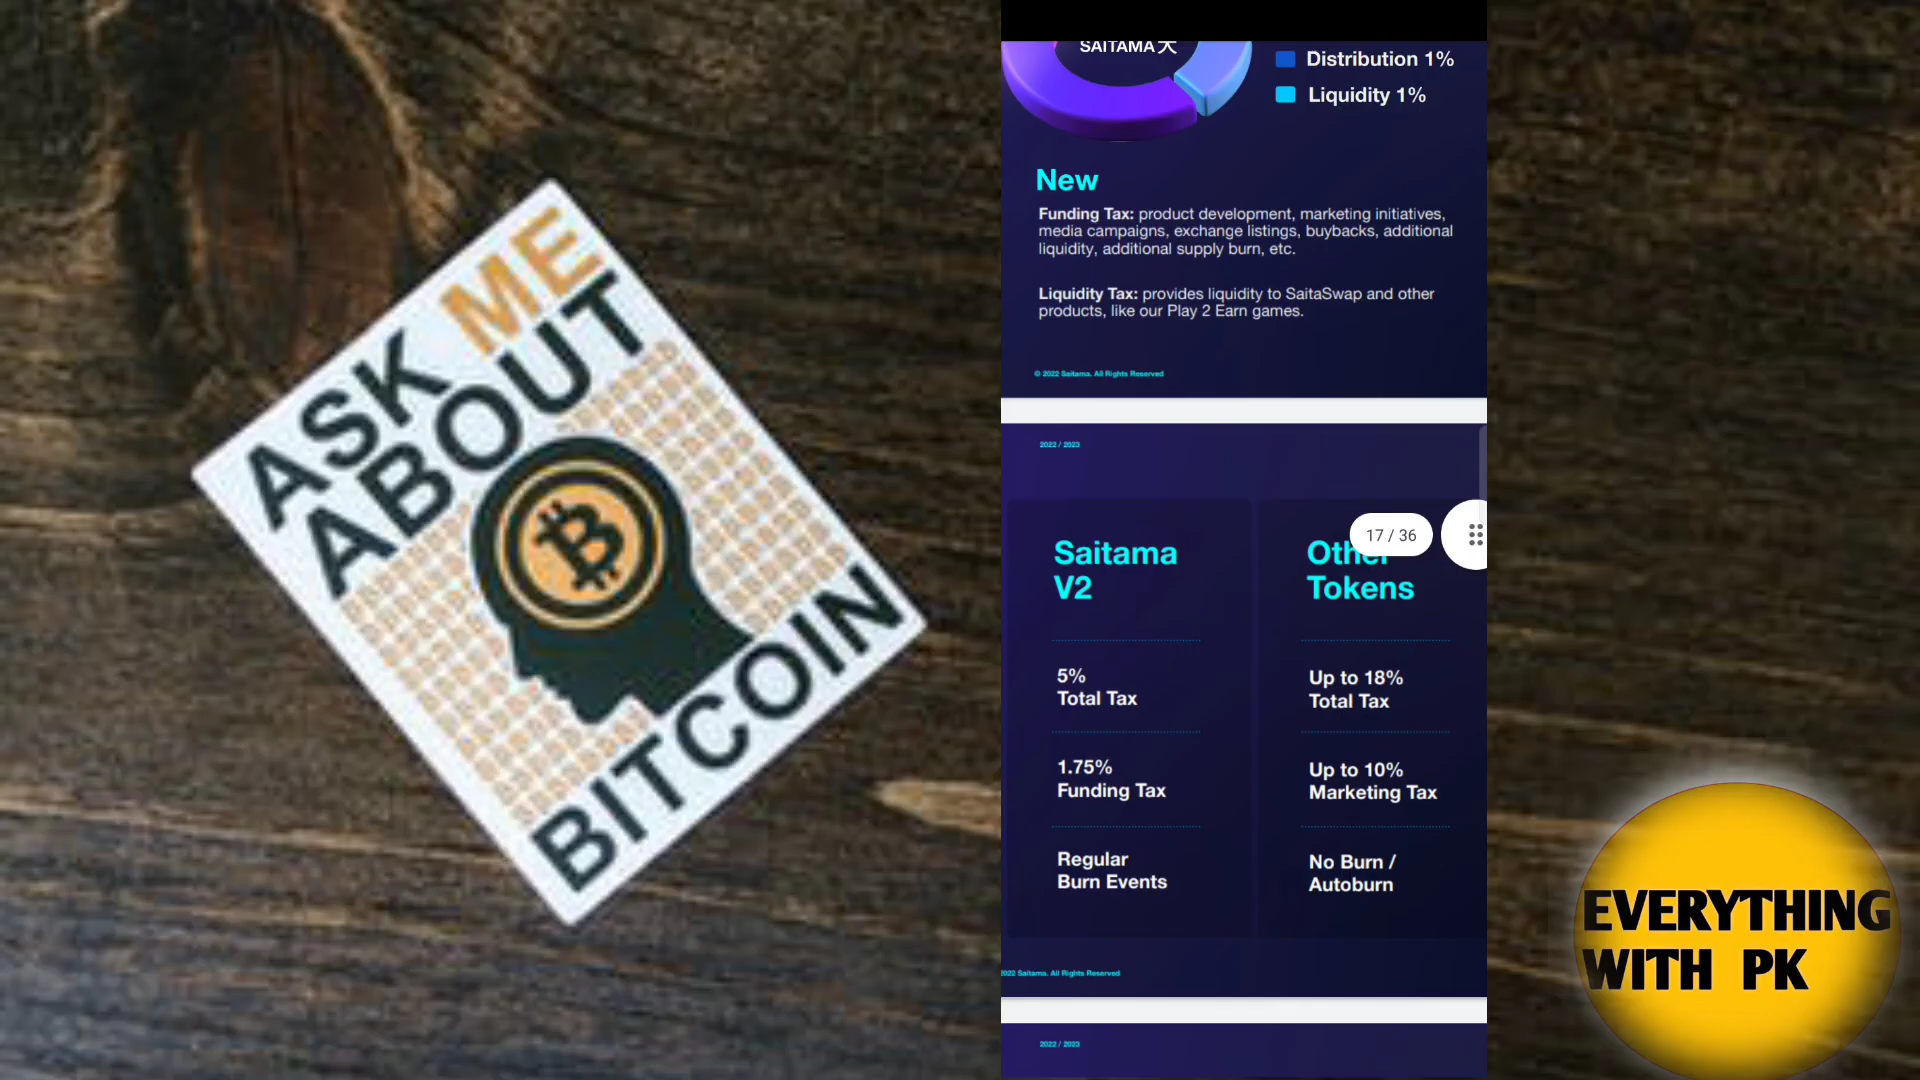 ASK ME
ABOUT
BITCOIN
SAITAMA
Distribution 1%
Liquidity 1%
New
Funding Tax: product development, marketing initiatives,
media campaigns, exchange listings, buybacks, additional
liquidity, additional supply burn, etc.
Liquidity Tax: provides liquidity to SaitaSwap and other
products, like our Play 2 Earn games.
© 2022 Saitama. All Rights Reserved
2022 / 2023
17 / 36
Saitama
V2
5%
Total Tax
1.75%
Funding Tax
Regular
Burn Events
Other
Tokens
Up to 18%
Total Tax
Up to 10%
Marketing Tax
No Burn /
Autoburn
2022 Saitama. All Rights Reserved
2022 / 2023
EVERYTHING
WITH PK